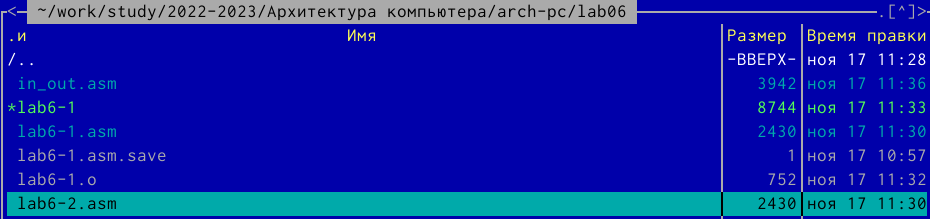 <─ ~/work/study/2022-2023/Архитектура компьютера/arch-pc/lab06 ─.[^]>
.и Имя Размер Время правки
/.. -ВВЕРХ- ноя 17 11:28
in_out.asm 3942 ноя 17 11:36
*lab6-1 8744 ноя 17 11:33
lab6-1.asm 2430 ноя 17 11:30
lab6-1.asm.save 1 ноя 17 10:57
lab6-1.o 752 ноя 17 11:32
lab6-2.asm 2430 ноя 17 11:30